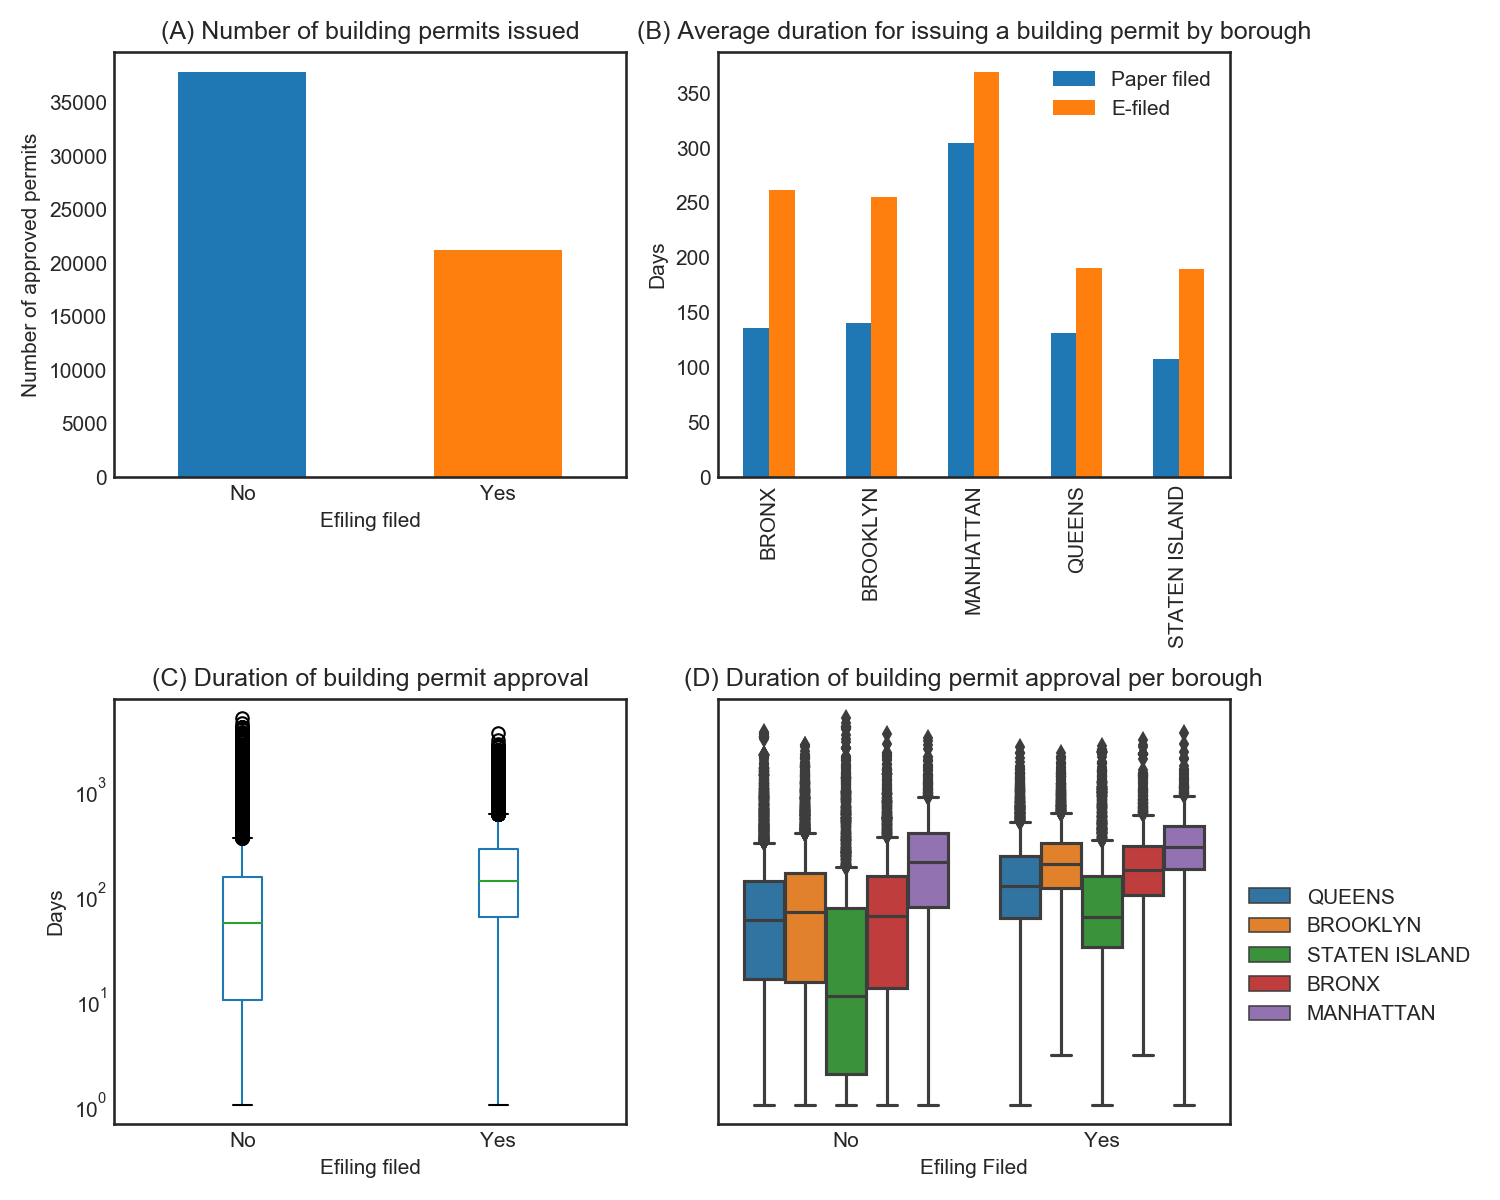 (A) Number of building permits issued
Number of approved permits
35000
30000
25000
20000
15000
10000
5000
0
No
Yes
Efiling filed
(B) Average duration for issuing a building permit by borough
Paper filed
E-filed
Days
350
300
250
200
150
100
50
0
BRONX
BROOKLYN
MANHATTAN
QUEENS
STATEN ISLAND
(C) Duration of building permit approval
Days
10³
10²
10¹
10⁰
No
Yes
Efiling filed
(D) Duration of building permit approval per borough
No
Yes
Efiling Filed
QUEENS
BROOKLYN
STATEN ISLAND
BRONX
MANHATTAN